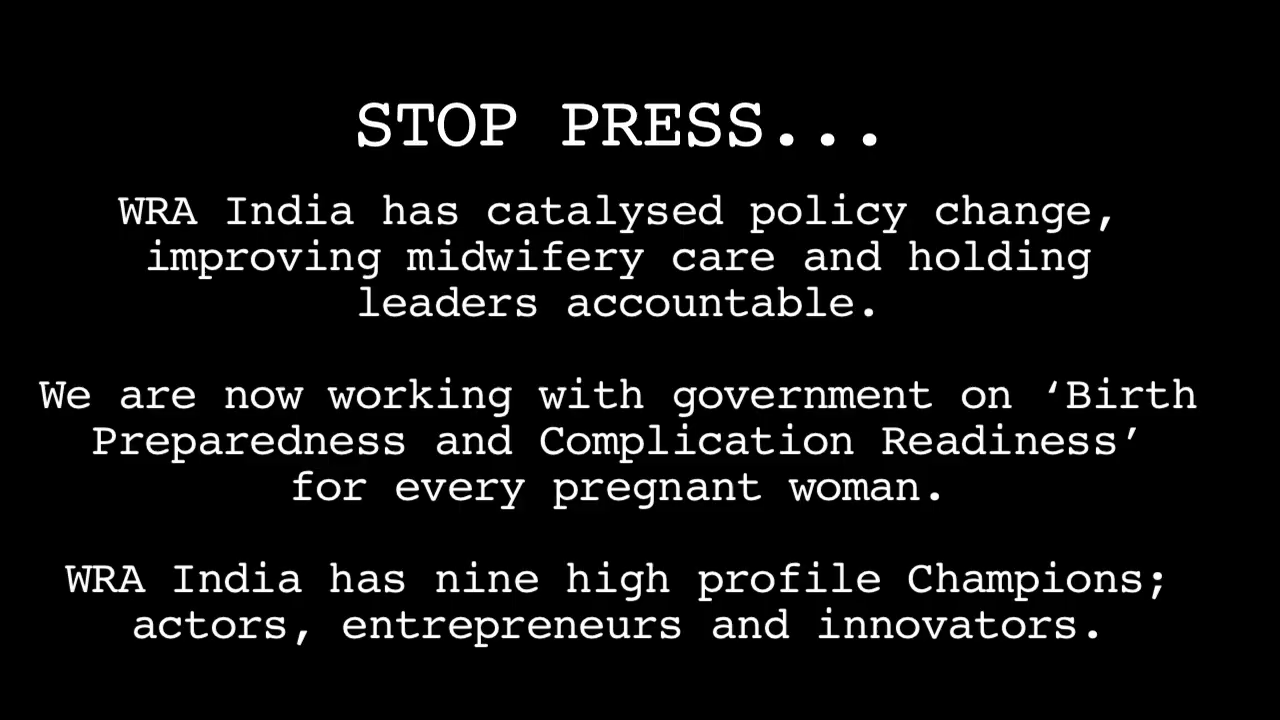 STOP PRESS...
WRA India has catalysed policy change,
improving midwifery care and holding
leaders accountable.
We are now working with government on ‘Birth
Preparedness and Complication Readiness’
for every pregnant woman.
WRA India has nine high profile Champions;
actors, entrepreneurs and innovators.